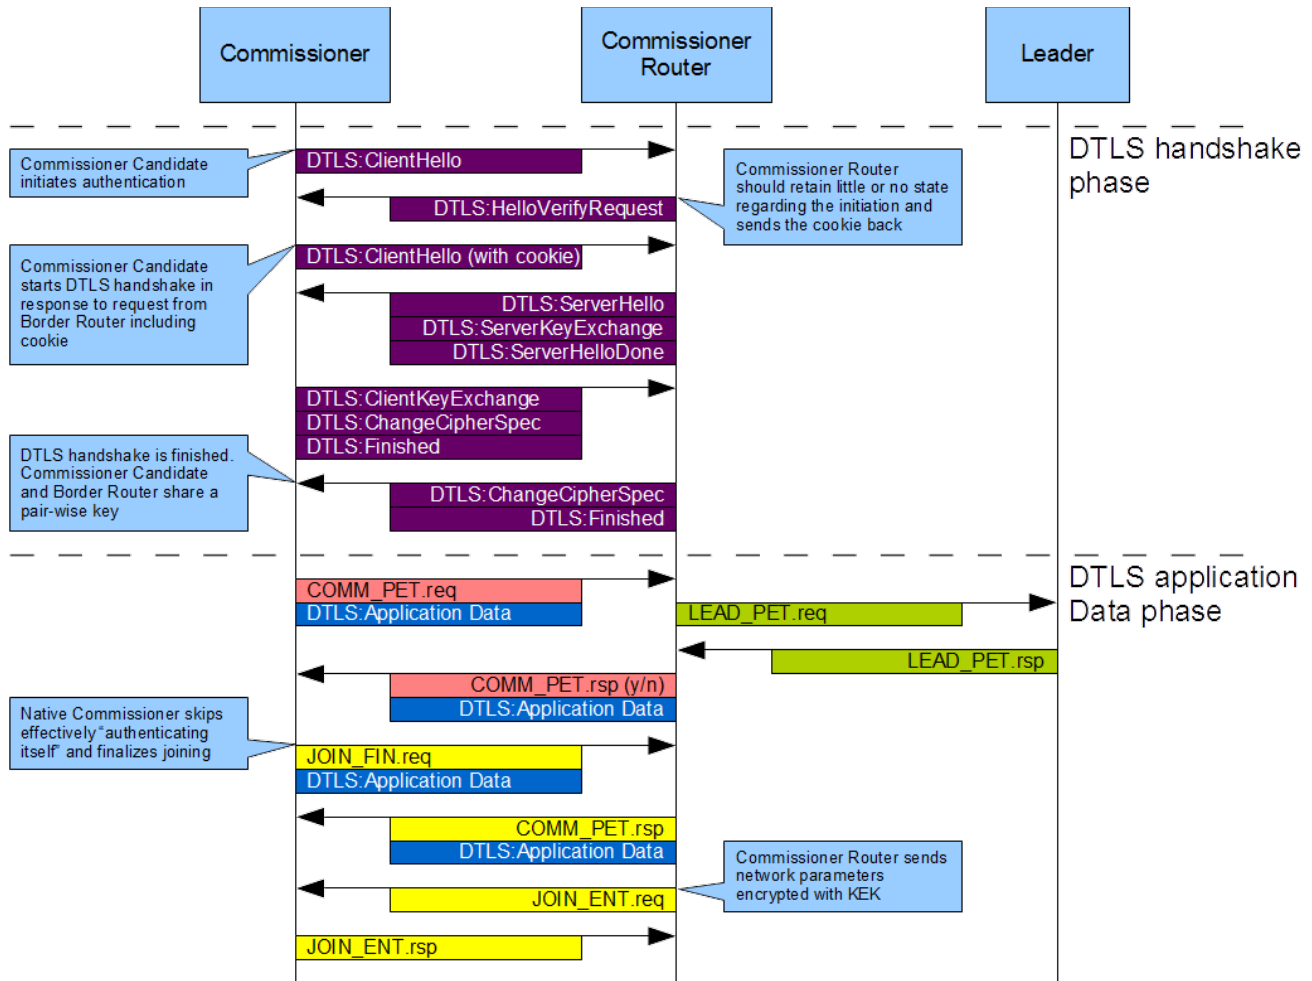 Commissioner
Commissioner
Router
Leader
DTLS handshake
phase
Commissioner Candidate
initiates authentication
DTLS:ClientHello
Commissioner Router
should retain little or no state
regarding the initiation and
sends the cookie back
DTLS:HelloVerifyRequest
Commissioner Candidate
starts DTLS handshake in
response to request from
Border Router including
cookie
DTLS:ClientHello (with cookie)
DTLS:ServerHello
DTLS:ServerKeyExchange
DTLS:ServerHelloDone
DTLS:ClientKeyExchange
DTLS:ChangeCipherSpec
DTLS:Finished
DTLS handshake is finished.
Commissioner Candidate
and Border Router share a
pair-wise key
DTLS:ChangeCipherSpec
DTLS:Finished
DTLS application
Data phase
COMM_PET.req
DTLS:Application Data
LEAD_PET.req
LEAD_PET.rsp
COMM_PET.rsp (y/n)
DTLS:Application Data
Native Commissioner skips
effectively “authenticating
itself” and finalizes joining
JOIN_FIN.req
DTLS:Application Data
COMM_PET.rsp
DTLS:Application Data
Commissioner Router sends
network parameters
encrypted with KEK
JOIN_ENT.req
JOIN_ENT.rsp